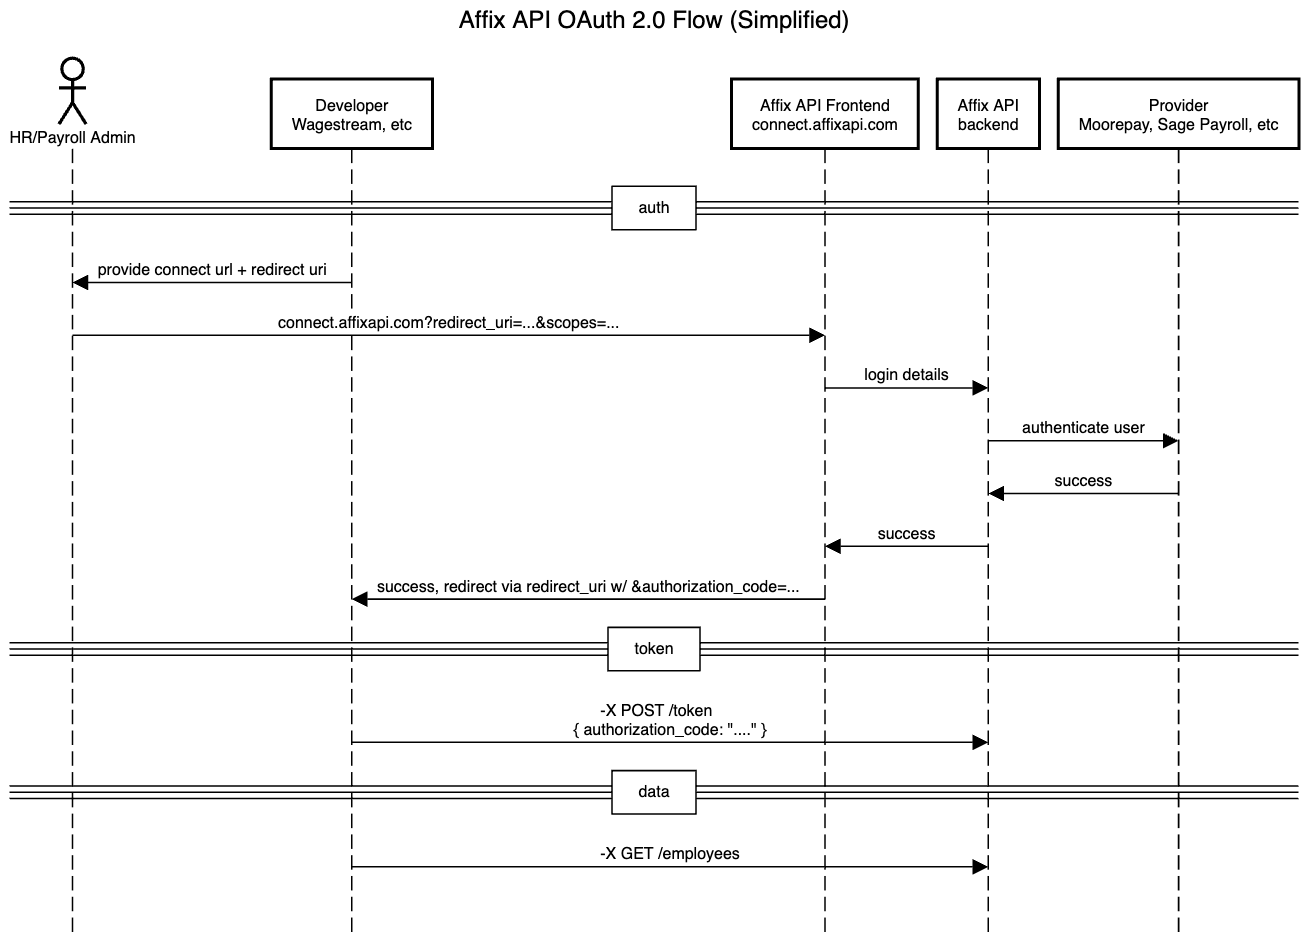 Affix API OAuth 2.0 Flow (Simplified)
HR/Payroll Admin
Developer
Wagestream, etc
Affix API Frontend
connect.affixapi.com
Affix API
backend
Provider
Moorepay, Sage Payroll, etc
auth
provide connect url + redirect uri
connect.affixapi.com?redirect_uri=...&scopes=...
login details
authenticate user
success
success
success, redirect via redirect_uri w/ &authorization_code=...
token
-X POST /token
{ authorization_code: "...." }
data
-X GET /employees